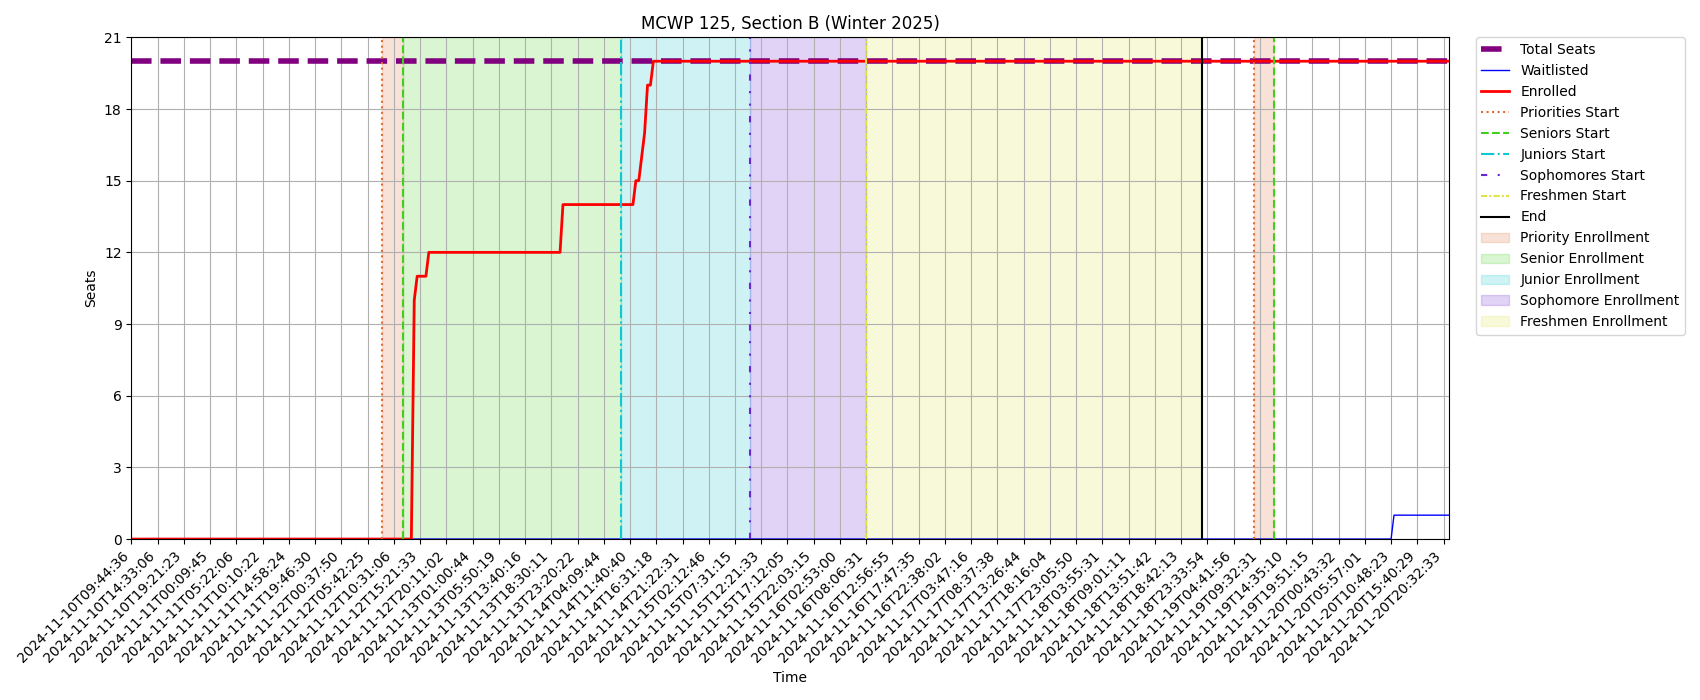 MCWP 125, Section B (Winter 2025)
21
18
15
12
9
6
3
0
Seats
2024-11-10T09:44:36
2024-11-10T14:33:06
2024-11-10T19:21:23
2024-11-11T00:09:45
2024-11-11T05:22:06
2024-11-11T10:10:22
2024-11-11T14:58:24
2024-11-11T19:46:30
2024-11-12T00:37:50
2024-11-12T05:42:25
2024-11-12T10:31:06
2024-11-12T15:21:33
2024-11-12T20:11:02
2024-11-13T01:00:44
2024-11-13T05:50:19
2024-11-13T13:40:16
2024-11-13T18:30:11
2024-11-13T23:20:22
2024-11-14T04:09:44
2024-11-14T11:40:40
2024-11-14T16:31:18
2024-11-14T21:22:31
2024-11-15T02:12:46
2024-11-15T07:31:15
2024-11-15T12:21:33
2024-11-15T17:12:05
2024-11-15T22:03:15
2024-11-16T02:53:00
2024-11-16T08:06:31
2024-11-16T12:56:55
2024-11-16T17:47:35
2024-11-16T22:38:02
2024-11-17T03:47:16
2024-11-17T08:37:38
2024-11-17T13:26:44
2024-11-17T18:16:04
2024-11-17T23:05:50
2024-11-18T03:55:31
2024-11-18T09:01:11
2024-11-18T13:51:42
2024-11-18T18:42:13
2024-11-18T23:33:54
2024-11-19T04:41:56
2024-11-19T09:32:31
2024-11-19T14:35:10
2024-11-19T19:51:15
2024-11-20T00:43:32
2024-11-20T05:57:01
2024-11-20T10:48:23
2024-11-20T15:40:29
2024-11-20T20:32:33
Time
Total Seats
Waitlisted
Enrolled
Priorities Start
Seniors Start
Juniors Start
Sophomores Start
Freshmen Start
End
Priority Enrollment
Senior Enrollment
Junior Enrollment
Sophomore Enrollment
Freshmen Enrollment